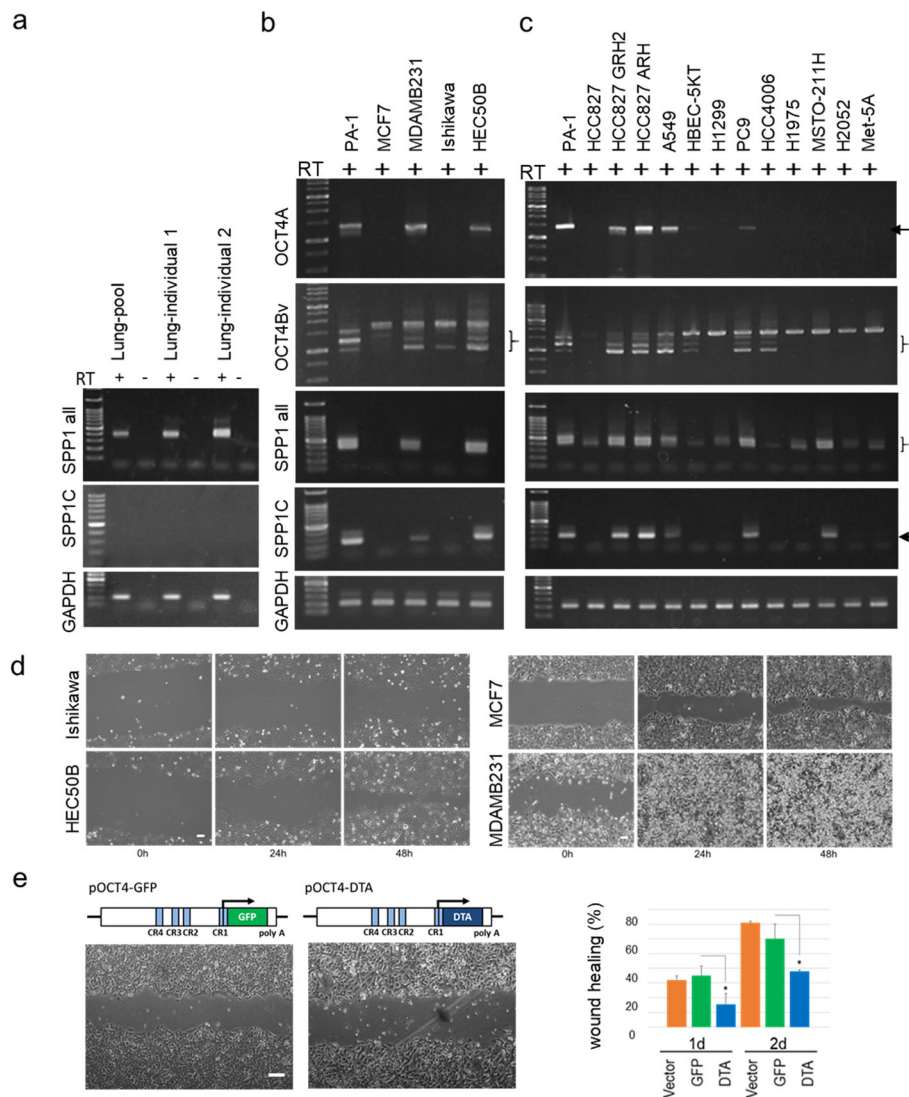 a
Lung-pool
Lung-individual 1
Lung-individual 2
RT + - + - + -
SPP1 all
SPP1C
GAPDH
b
PA-1
MCF7
MDAMB231
Ishikawa
HEC50B
RT + + + + +
OCT4A
OCT4Bv
SPP1 all
SPP1C
GAPDH
c
PA-1
HCC827
HCC827 GRH2
HCC827 ARH
A549
HBEC-5KT
H1299
PC9
HCC4006
H1975
MSTO-211H
H2052
Met-5A
RT + + + + + + + + + + + + +
d
Ishikawa
HEC50B
0h 24h 48h
MCF7
MDAMB231
0h 24h 48h
e
pOCT4-GFP
GFP
CR4 CR3 CR2 CR1 poly A
pOCT4-DTA
DTA
CR4 CR3 CR2 CR1 poly A
wound healing (%)
80
60
40
20
0
* *
1d 2d
Vector GFP DTA Vector GFP DTA